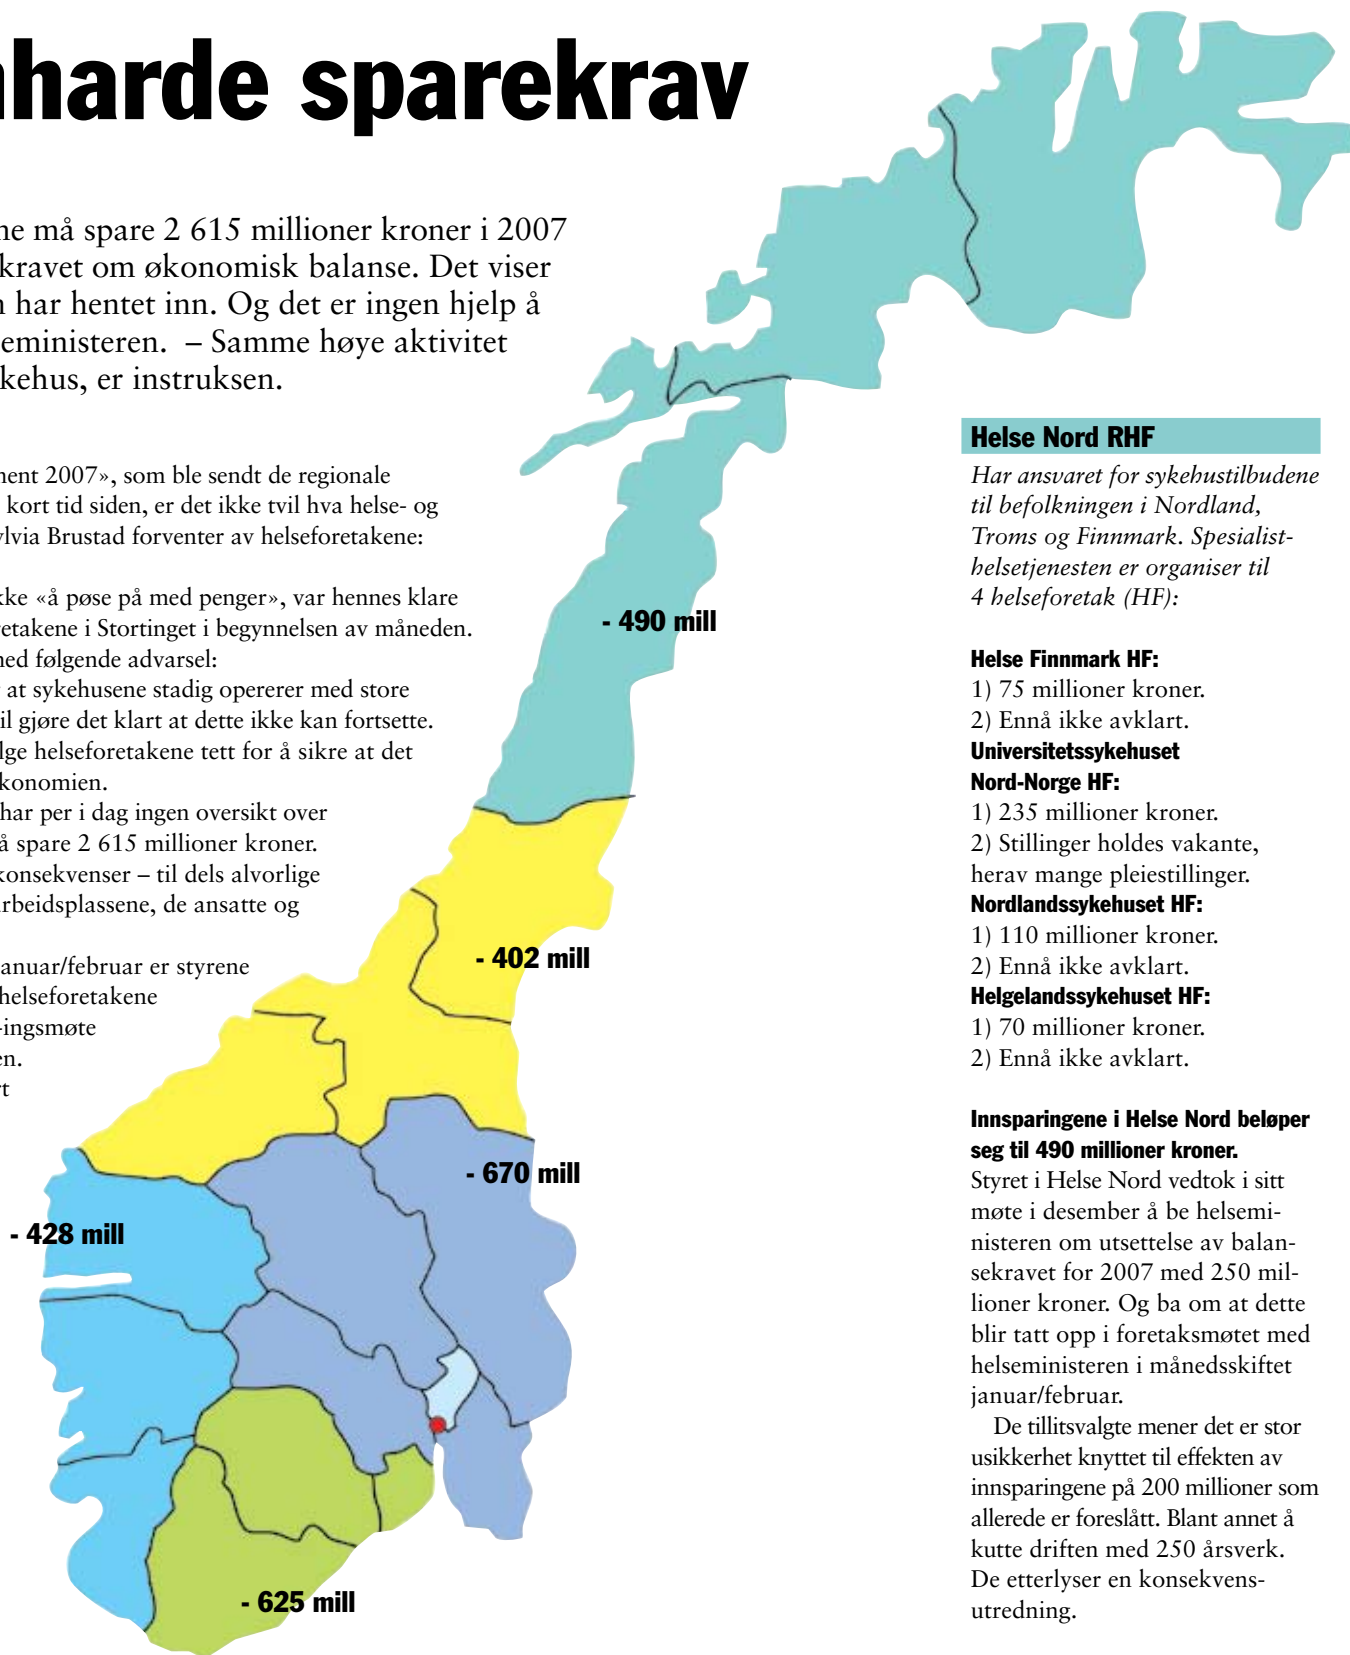 harde sparekrav
ne må spare 2 615 millioner kroner i 2007
kravet om økonomisk balanse. Det viser
har hentet inn. Og det er ingen hjelp å
eministeren. – Samme høye aktivitet
kehus, er instruksen.
ent 2007», som ble sendt de regionale
kort tid siden, er det ikke tvil hva helse- og
ylvia Brustad forventer av helseforetakene:
kke «å pøse på med penger», var hennes klare
retakene i Stortinget i begynnelsen av måneden.
ned følgende advarsel:
at sykehusene stadig opererer med store
il gjøre det klart at dette ikke kan fortsette.
lge helseforetakene tett for å sikre at det
konomien.
har per i dag ingen oversikt over
å spare 2 615 millioner kroner.
konsekvenser – til dels alvorlige
arbeidsplassene, de ansatte og
anuar/februar er styrene
helseforetakene
-ingsmøte
en.
rt
- 490 mill
- 402 mill
- 670 mill
- 428 mill
- 625 mill
Helse Nord RHF
Har ansvaret for sykehustilbudene
til befolkningen i Nordland,
Troms og Finnmark. Spesialist-
helsetjenesten er organiser til
4 helseforetak (HF):
Helse Finnmark HF:
1) 75 millioner kroner.
2) Ennå ikke avklart.
Universitetssykehuset
Nord-Norge HF:
1) 235 millioner kroner.
2) Stillinger holdes vakante,
herav mange pleiestillinger.
Nordlandssykehuset HF:
1) 110 millioner kroner.
2) Ennå ikke avklart.
Helgelandssykehuset HF:
1) 70 millioner kroner.
2) Ennå ikke avklart.
Innsparingene i Helse Nord beløper
seg til 490 millioner kroner.
Styret i Helse Nord vedtok i sitt
møte i desember å be helsemi-
nisteren om utsettelse av balan-
sekravet for 2007 med 250 mil-
lioner kroner. Og ba om at dette
blir tatt opp i foretaksmøtet med
helseministeren i månedsskiftet
januar/februar.
De tillitsvalgte mener det er stor
usikkerhet knyttet til effekten av
innsparingene på 200 millioner som
allerede er foreslått. Blant annet å
kutte driften med 250 årsverk.
De etterlyser en konsekvens-
utredning.